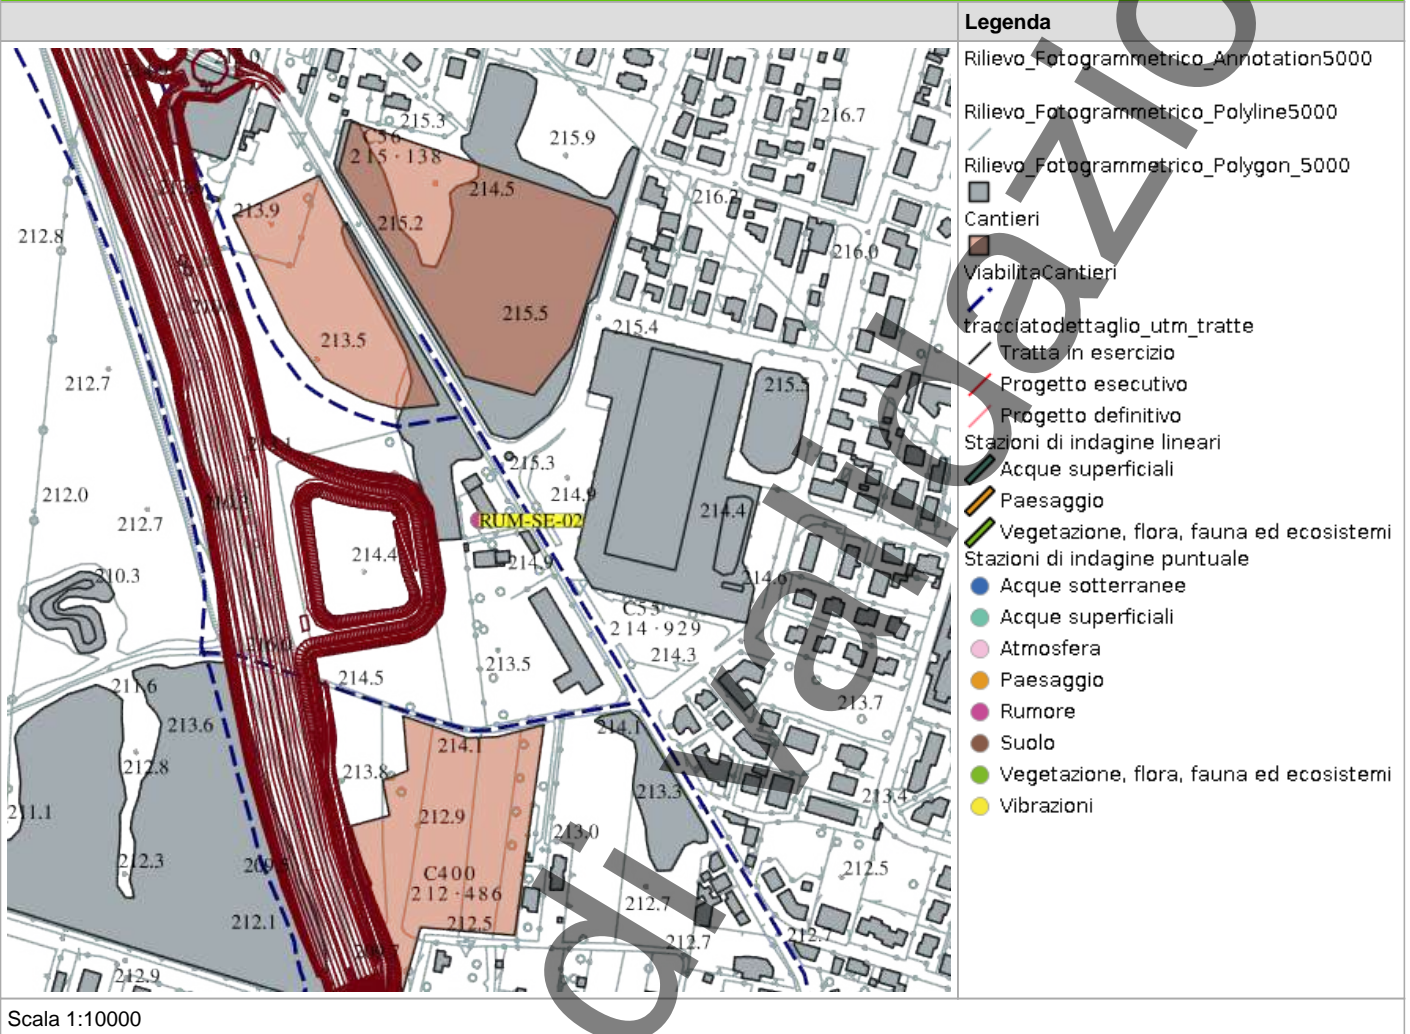 Legenda
Rilievo_Fotogrammetrico_Annotation5000
Rilievo_Fotogrammetrico_Polyline5000
Rilievo_Fotogrammetrico_Polygon_5000
Cantieri
ViabilitaCantieri
tracciatodettaglio_utm_tratte
Tratta in esercizio
Progetto esecutivo
Progetto definitivo
Stazioni di indagine lineari
Acque superficiali
Paesaggio
Vegetazione, flora, fauna ed ecosistemi
Stazioni di indagine puntuale
Acque sotterranee
Acque superficiali
Atmosfera
Paesaggio
Rumore
Suolo
Vegetazione, flora, fauna ed ecosistemi
Vibrazioni
215.3
C56
215·138
215.9
216.7
214.5
213.9
215.2
216.0
212.8
215.5
213.5
215.4
212.7
215.5
215.3
212.0
214.9
212.7
214.4
RUM-SE-02
214.4
214.9
210.3
214.6
C55
214·929
213.5
214.3
214.5
211.6
213.7
213.6
214.1
214.1
212.8
213.8
213.3
213.4
211.1
212.9
213.0
212.3
212.5
C400
212·486
212.7
212.1
212.5
212.7
212.7
212.9
di validazio
Scala 1:10000